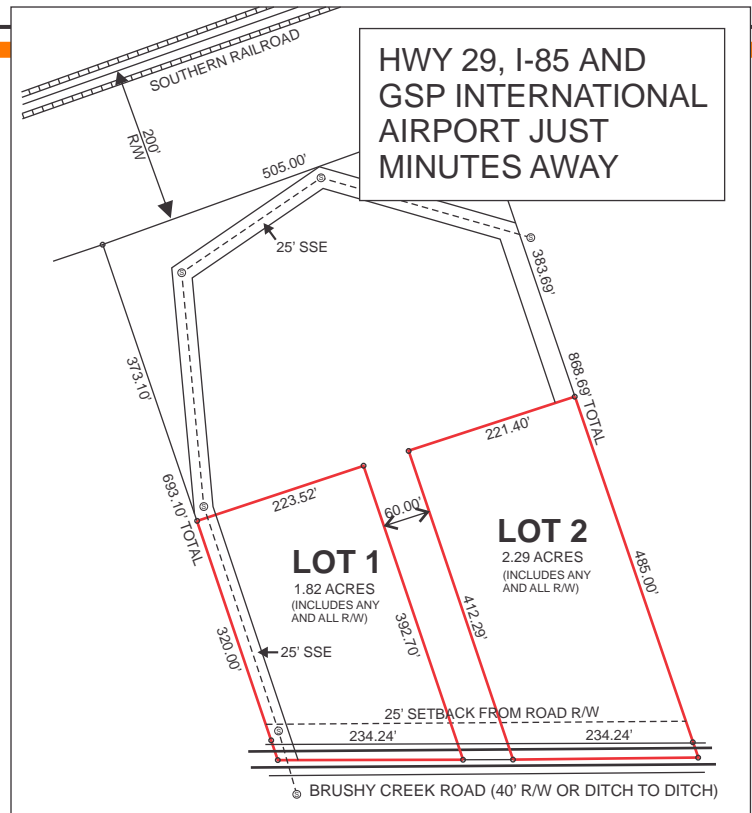 HWY 29, I-85 AND
GSP INTERNATIONAL
AIRPORT JUST
MINUTES AWAY
SOUTHERN RAILROAD
200'
R/W
505.00'
25' SSE
383.69'
373.10'
868.69' TOTAL
221.40'
693.10' TOTAL
223.52'
60.00'
LOT 1
1.82 ACRES
(INCLUDES ANY
AND ALL R/W)
LOT 2
2.29 ACRES
(INCLUDES ANY
AND ALL R/W)
485.00'
412.29'
392.70'
320.00'
25' SSE
25' SETBACK FROM ROAD R/W
234.24'
234.24'
BRUSHY CREEK ROAD (40' R/W OR DITCH TO DITCH)
S
S
S
S
S
S